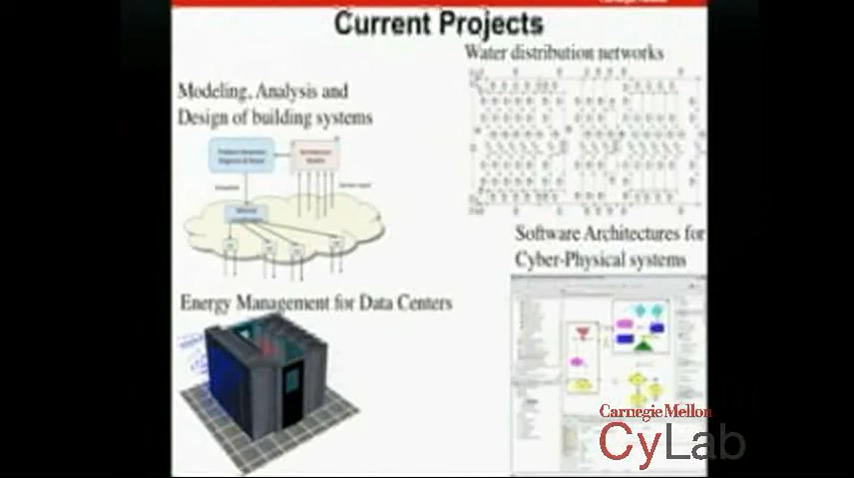 Current Projects
Water distribution networks
Modeling, Analysis and
Design of building systems
Software Architectures for
Cyber-Physical systems
Energy Management for Data Centers
Carnegie Mellon
CyLab